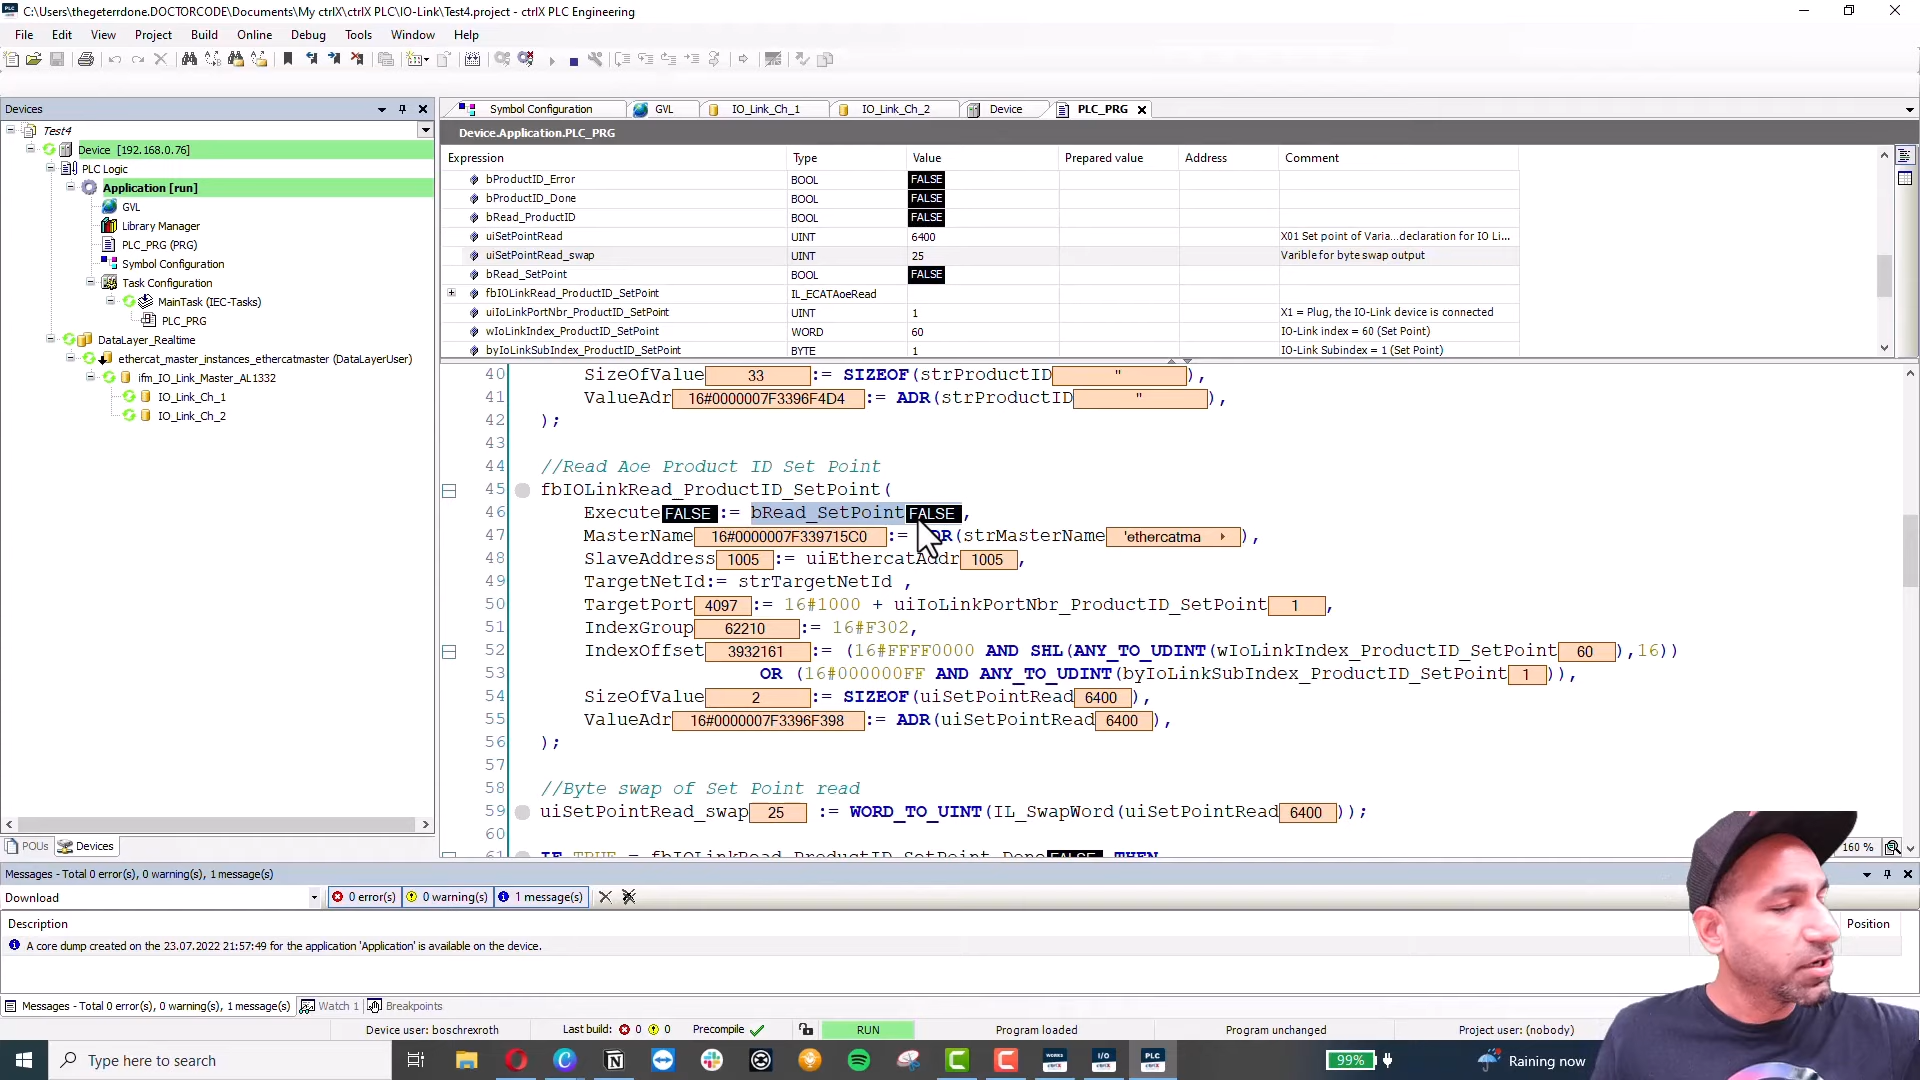 C:\Users\thegeterrdone.DOCTORCODE\Documents\My ctrlX\ctrlX PLC\IO-Link\Test4.project - ctrlX PLC Engineering
File Edit View Project Build Online Debug Tools Window Help
Devices
Test4
Device [192.168.0.76]
PLC Logic
Application [run]
GVL
Library Manager
PLC_PRG (PRG)
Symbol Configuration
Task Configuration
MainTask (IEC-Tasks)
PLC_PRG
DataLayer_Realtime
ethercat_master_instances_ethercatmaster (DataLayerUser)
ifm_IO_Link_Master_AL1332
IO_Link_Ch_1
IO_Link_Ch_2
POUs Devices
Symbol Configuration GVL IO_Link_Ch_1 IO_Link_Ch_2 Device PLC_PRG
Device.Application.PLC_PRG
Expression Type Value Prepared value Address Comment
bProductID_Error BOOL FALSE
bProductID_Done BOOL FALSE
bRead_ProductID BOOL FALSE
uiSetPointRead UINT 6400 X01 Set point of Varia...declaration for IO Li...
uiSetPointRead_swap UINT 25 Varible for byte swap output
bRead_SetPoint BOOL FALSE
fbIOLinkRead_ProductID_SetPoint IL_ECATAoeRead
uiIoLinkPortNbr_ProductID_SetPoint UINT 1 X1 = Plug, the IO-Link device is connected
wIoLinkIndex_ProductID_SetPoint WORD 60 IO-Link index = 60 (Set Point)
byIoLinkSubIndex_ProductID_SetPoint BYTE 1 IO-Link Subindex = 1 (Set Point)
40 SizeOfValue 33 := SIZEOF(strProductID '' ),
41 ValueAdr 16#0000007F3396F4D4 := ADR(strProductID '' ),
42 );
43
44 //Read Aoe Product ID Set Point
45 fbIOLinkRead_ProductID_SetPoint(
46 Execute FALSE := bRead_SetPoint FALSE ,
47 MasterName 16#0000007F339715C0 := DR(strMasterName 'ethercatma ),
48 SlaveAddress 1005 := uiEthercatAddr 1005 ,
49 TargetNetId:= strTargetNetId ,
50 TargetPort 4097 := 16#1000 + uiIoLinkPortNbr_ProductID_SetPoint 1 ,
51 IndexGroup 62210 := 16#F302,
52 IndexOffset 3932161 := (16#FFFF0000 AND SHL(ANY_TO_UDINT(wIoLinkIndex_ProductID_SetPoint 60 ),16))
53 OR (16#000000FF AND ANY_TO_UDINT(byIoLinkSubIndex_ProductID_SetPoint 1 )),
54 SizeOfValue 2 := SIZEOF(uiSetPointRead 6400 ),
55 ValueAdr 16#0000007F3396F398 := ADR(uiSetPointRead 6400 ),
56 );
57
58 //Byte swap of Set Point read
59 uiSetPointRead_swap 25 := WORD_TO_UINT(IL_SwapWord(uiSetPointRead 6400 ));
60
61 IF TRUE = fbIOLinkRead_ProductID_SetPoint.Done FALSE THEN
160 %
Messages - Total 0 error(s), 0 warning(s), 1 message(s)
Download 0 error(s) 0 warning(s) 1 message(s)
Description Position
A core dump created on the 23.07.2022 21:57:49 for the application 'Application' is available on the device.
Messages - Total 0 error(s), 0 warning(s), 1 message(s) Watch 1 Breakpoints
Device user: boschrexroth Last build: 0 0 Precompile RUN Program loaded Program unchanged Project user: (nobody)
Type here to search WORKS I/O PLC 99% Raining now